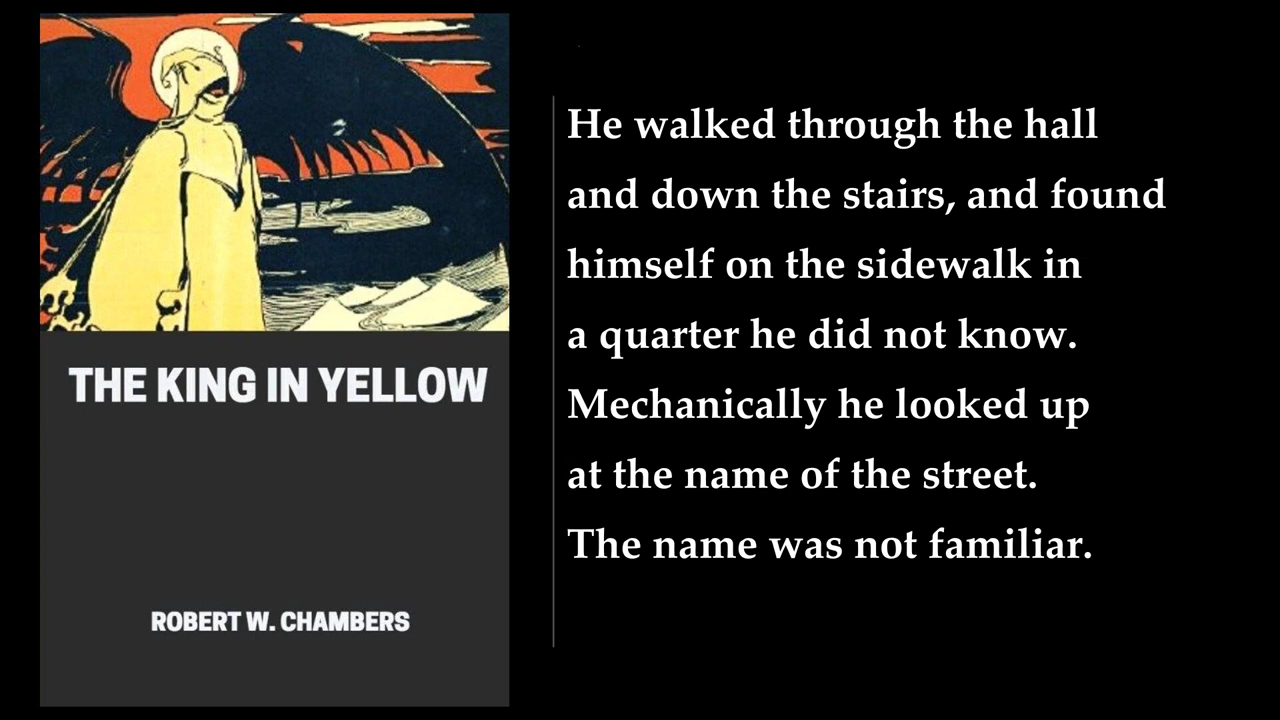 THE KING IN YELLOW
ROBERT W. CHAMBERS
He walked through the hall
and down the stairs, and found
himself on the sidewalk in
a quarter he did not know.
Mechanically he looked up
at the name of the street.
The name was not familiar.